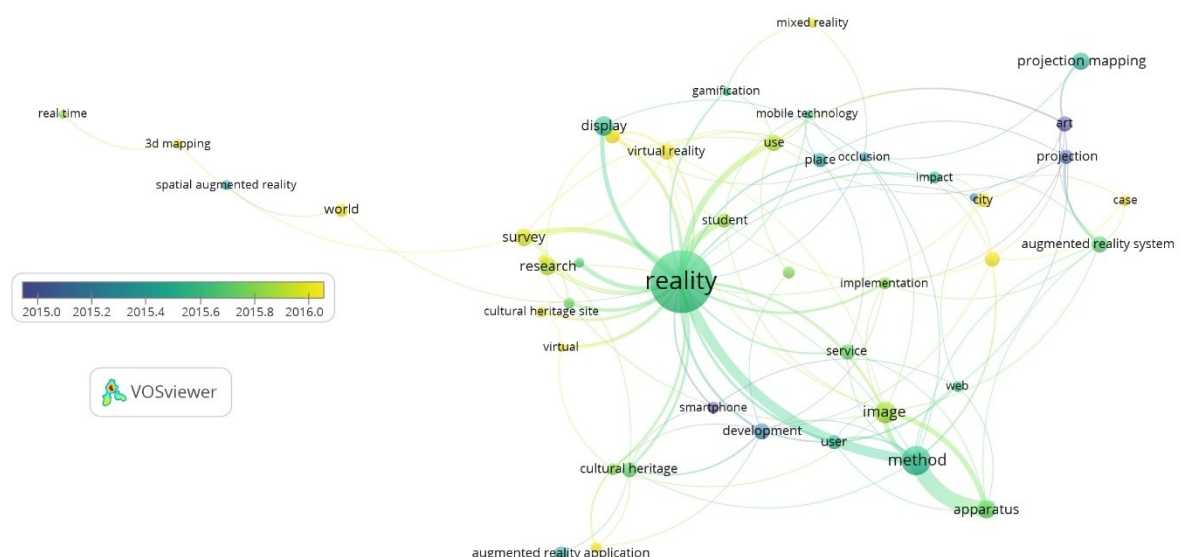 mixed reality
projection mapping
gamification
real time
mobile technology
display
art
3d mapping
use
virtual reality
place
occlusion
projection
spatial augmented reality
impact
world
city
case
student
survey
augmented reality system
research
reality
implementation
cultural heritage site
2015.0 2015.2 2015.4 2015.6 2015.8 2016.0
virtual
service
web
VOSviewer
smartphone
image
development
user
method
cultural heritage
apparatus
augmented reality application